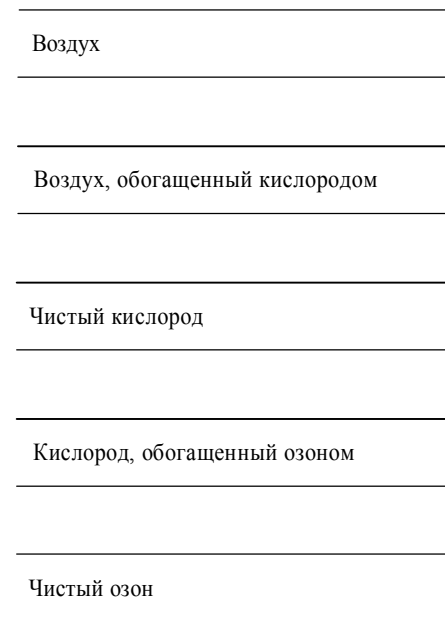 Воздух
Воздух, обогащенный кислородом
Чистый кислород
Кислород, обогащенный озоном
Чистый озон